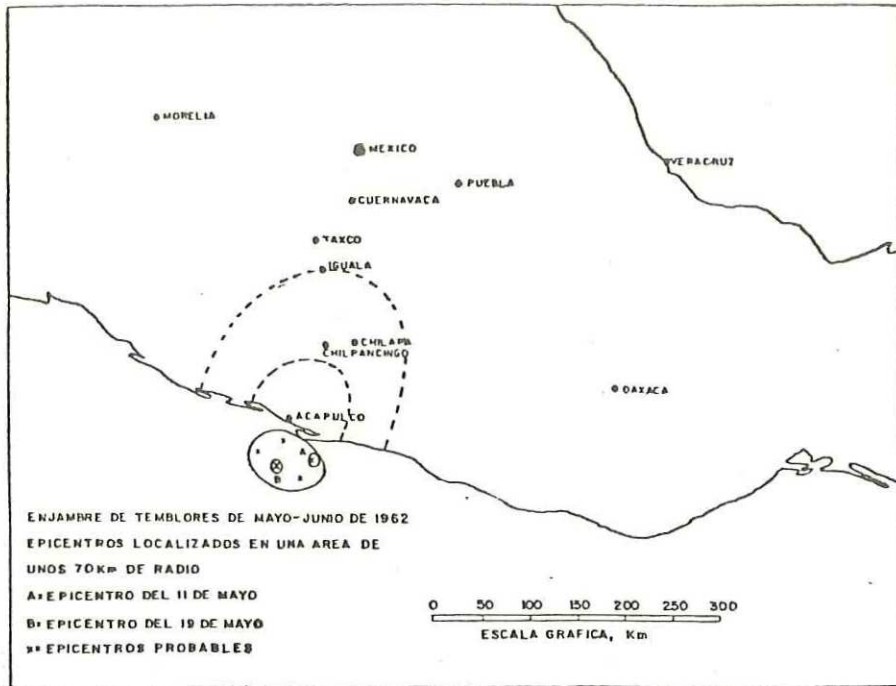 MORELIA
MEXICO
VERACRUZ
PUEBLA
CUERNAVACA
TAXCO
IGUALA
CHILAPA
CHILPANCINGO
OAXACA
ACAPULCO
A
B
ENJAMBRE DE TEMBLORES DE MAYO-JUNIO DE 1962
EPICENTROS LOCALIZADOS EN UNA AREA DE
UNOS 70Km DE RADIO
A= EPICENTRO DEL 11 DE MAYO
B= EPICENTRO DEL 19 DE MAYO
x= EPICENTROS PROBABLES
0 50 100 150 200 250 300
ESCALA GRAFICA, Km